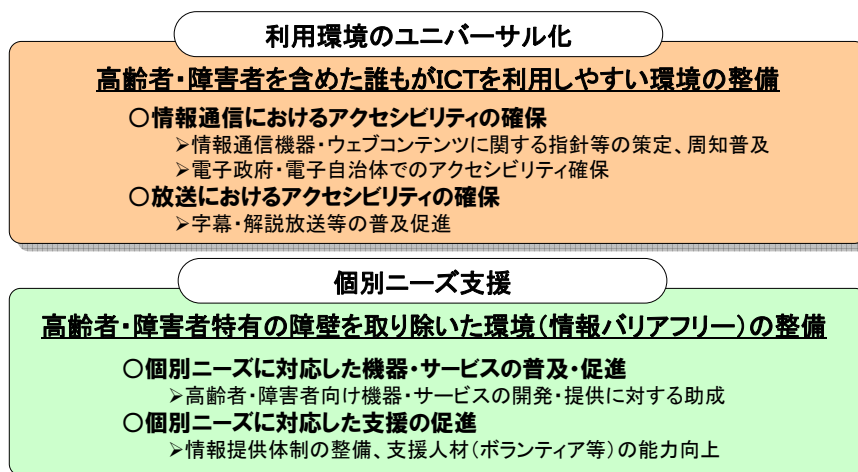 利用環境のユニバーサル化
高齢者・障害者を含めた誰もがICTを利用しやすい環境の整備
○情報通信におけるアクセシビリティの確保
➢情報通信機器・ウェブコンテンツに関する指針等の策定、周知普及
➢電子政府・電子自治体でのアクセシビリティ確保
○放送におけるアクセシビリティの確保
➢字幕・解説放送等の普及促進
個別ニーズ支援
高齢者・障害者特有の障壁を取り除いた環境(情報バリアフリー)の整備
○個別ニーズに対応した機器・サービスの普及・促進
➢高齢者・障害者向け機器・サービスの開発・提供に対する助成
○個別ニーズに対応した支援の促進
➢情報提供体制の整備、支援人材(ボランティア等)の能力向上